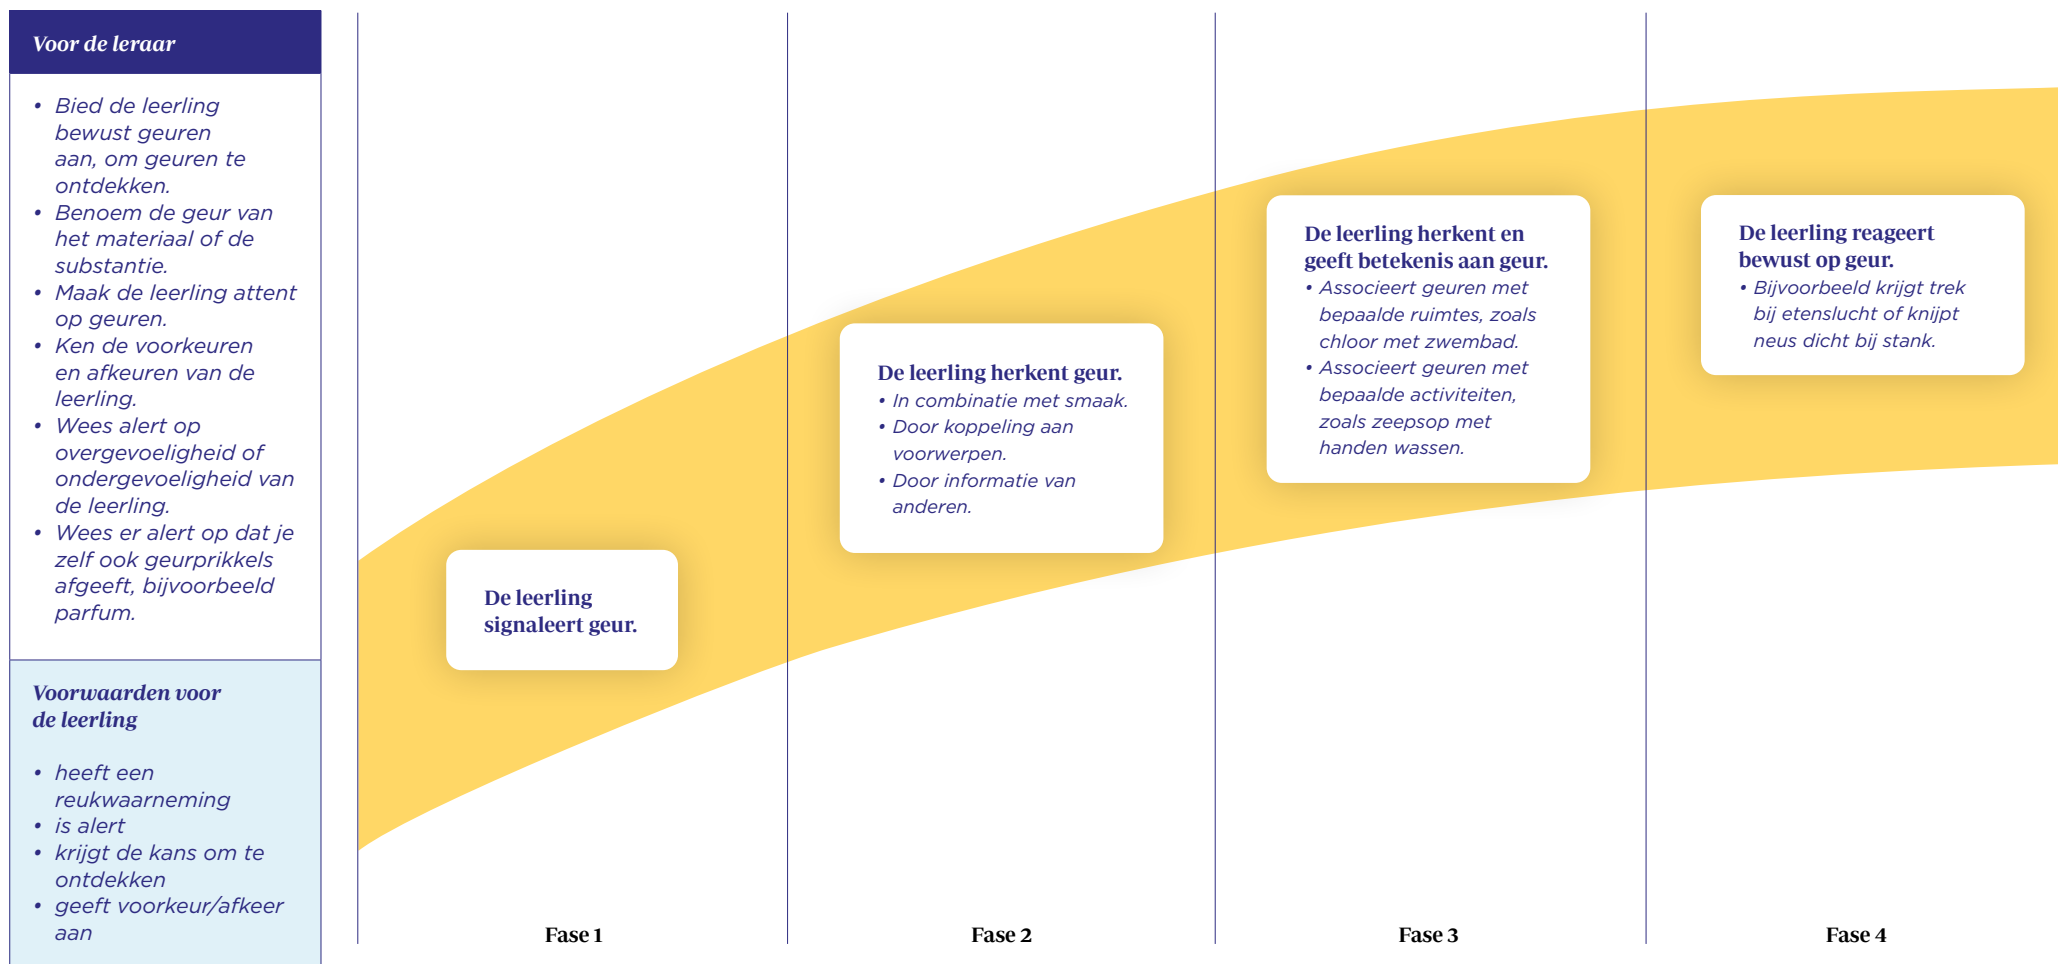 Voor de leraar
• Bied de leerling
bewust geuren
aan, om geuren te
ontdekken.
• Benoem de geur van
het materiaal of de
substantie.
• Maak de leerling attent
op geuren.
• Ken de voorkeuren
en afkeuren van de
leerling.
• Wees alert op
overgevoeligheid of
ondergevoeligheid van
de leerling.
• Wees er alert op dat je
zelf ook geurprikkels
afgeeft, bijvoorbeeld
parfum.
Voorwaarden voor
de leerling
• heeft een
reukwaarneming
• is alert
• krijgt de kans om te
ontdekken
• geeft voorkeur/afkeer
aan
De leerling
signaleert geur.
Fase 1
De leerling herkent geur.
• In combinatie met smaak.
• Door koppeling aan
voorwerpen.
• Door informatie van
anderen.
Fase 2
De leerling herkent en
geeft betekenis aan geur.
• Associeert geuren met
bepaalde ruimtes, zoals
chloor met zwembad.
• Associeert geuren met
bepaalde activiteiten,
zoals zeepsop met
handen wassen.
Fase 3
De leerling reageert
bewust op geur.
• Bijvoorbeeld krijgt trek
bij etenslucht of knijpt
neus dicht bij stank.
Fase 4